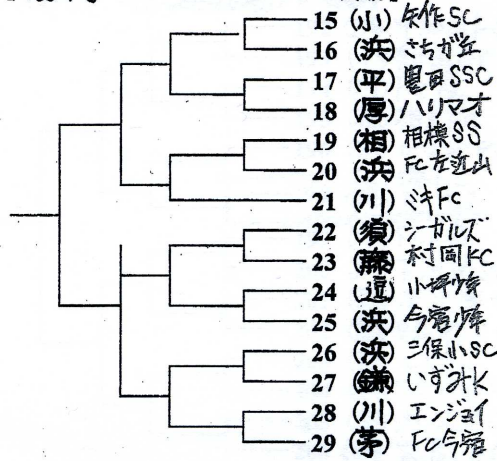 15 (小) 矢作SC
16 (浜) さちが丘
17 (平) 豊田SSC
18 (厚) ハリマオ
19 (相) 相模SS
20 (浜) FC左近山
21 (川) ミキFC
22 (須) シーガルズ
23 (藤) 村岡KC
24 (逗) 小坪少年
25 (浜) 今宿少年
26 (浜) 三保小SC
27 (鎌) いずみK
28 (川) エンジョイ
29 (茅) FC今宿